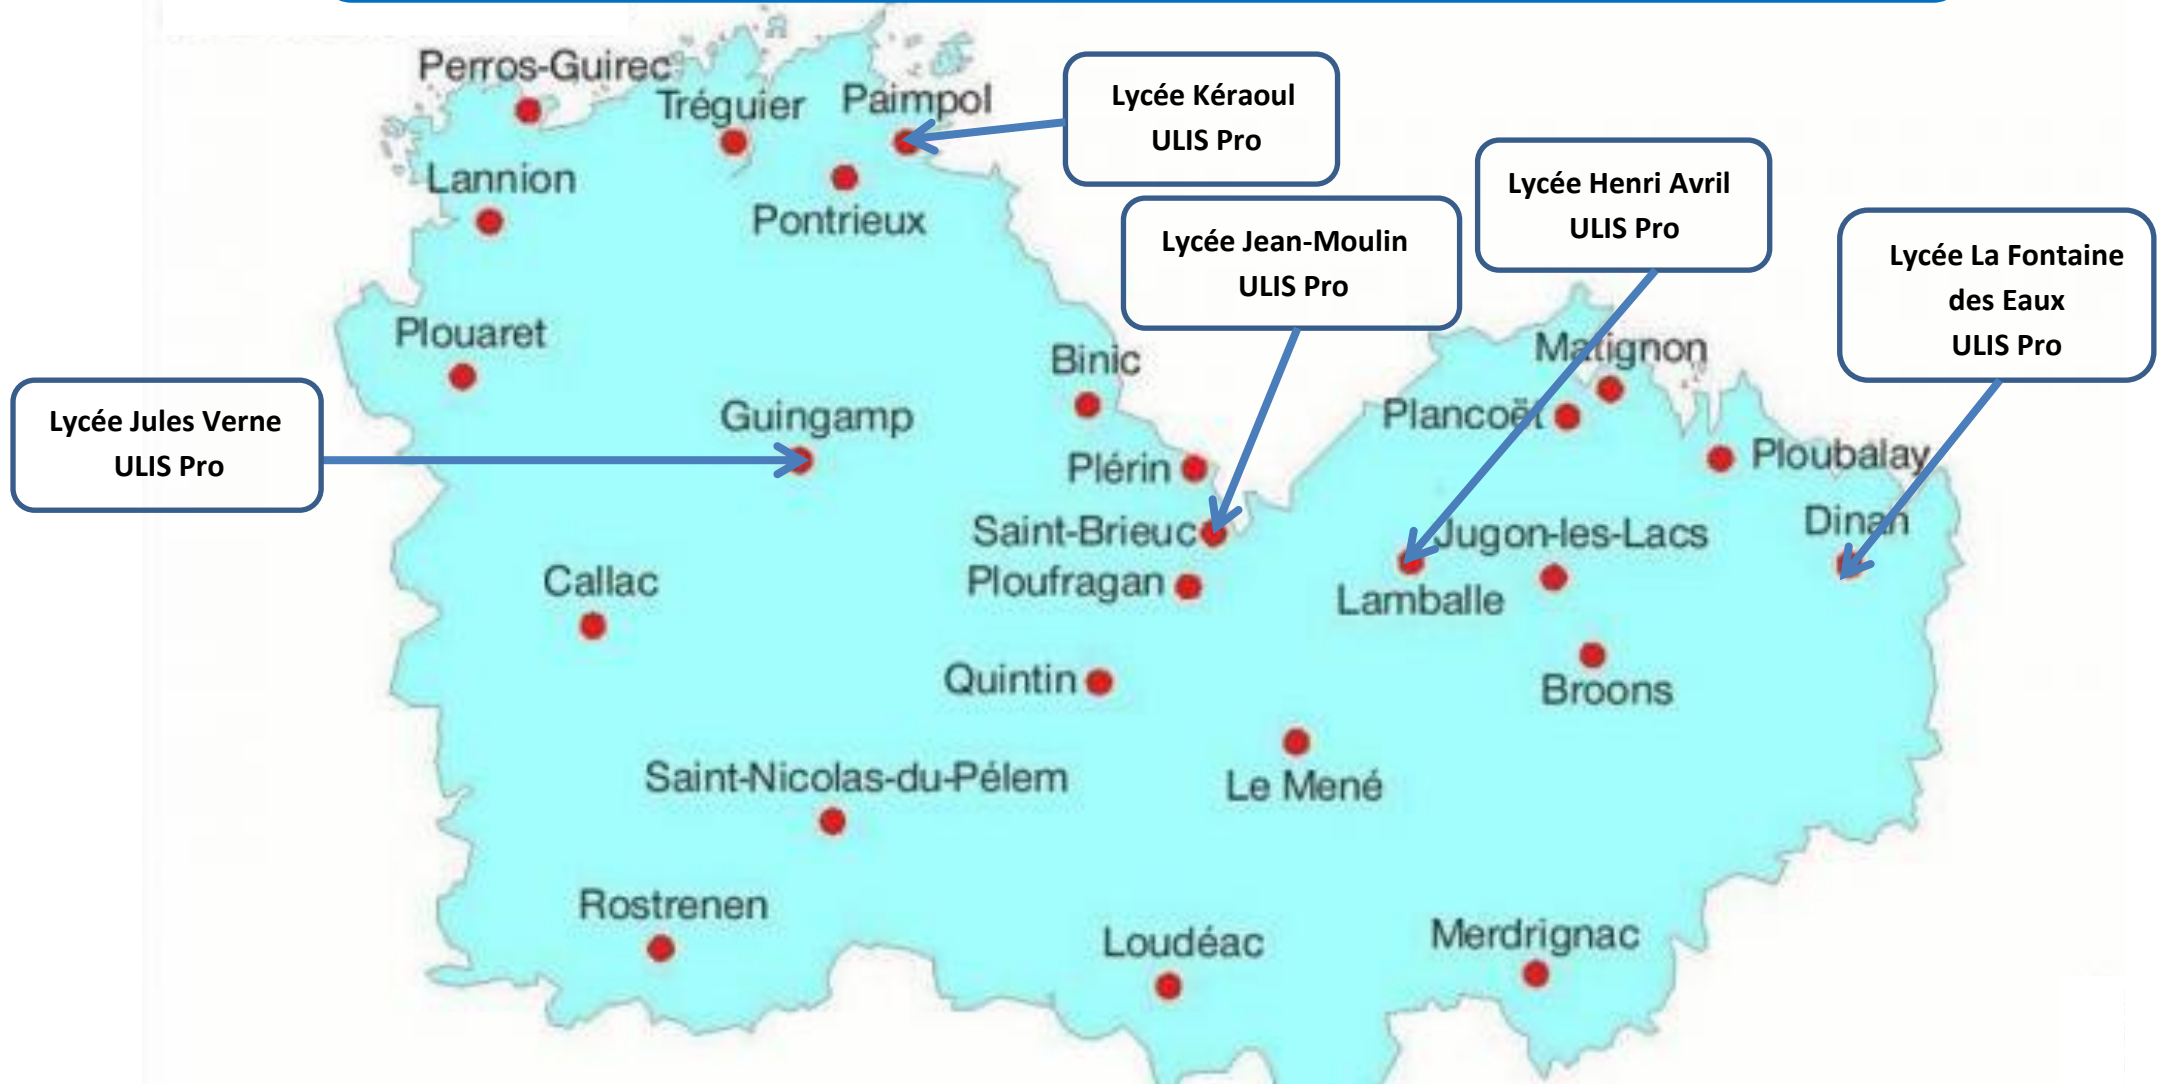 Perros-Guirec
Tréguier
Paimpol
Lycée Kéraoul
ULIS Pro
Lannion
Pontrieux
Lycée Henri Avril
ULIS Pro
Lycée Jean-Moulin
ULIS Pro
Lycée La Fontaine
des Eaux
ULIS Pro
Plouaret
Binic
Matignon
Lycée Jules Verne
ULIS Pro
Guingamp
Plancoët
Plérin
Ploubalay
Saint-Brieuc
Jugon-les-Lacs
Dinan
Callac
Ploufragan
Lamballe
Quintin
Broons
Saint-Nicolas-du-Pélem
Le Mené
Rostrenen
Loudéac
Merdrignac